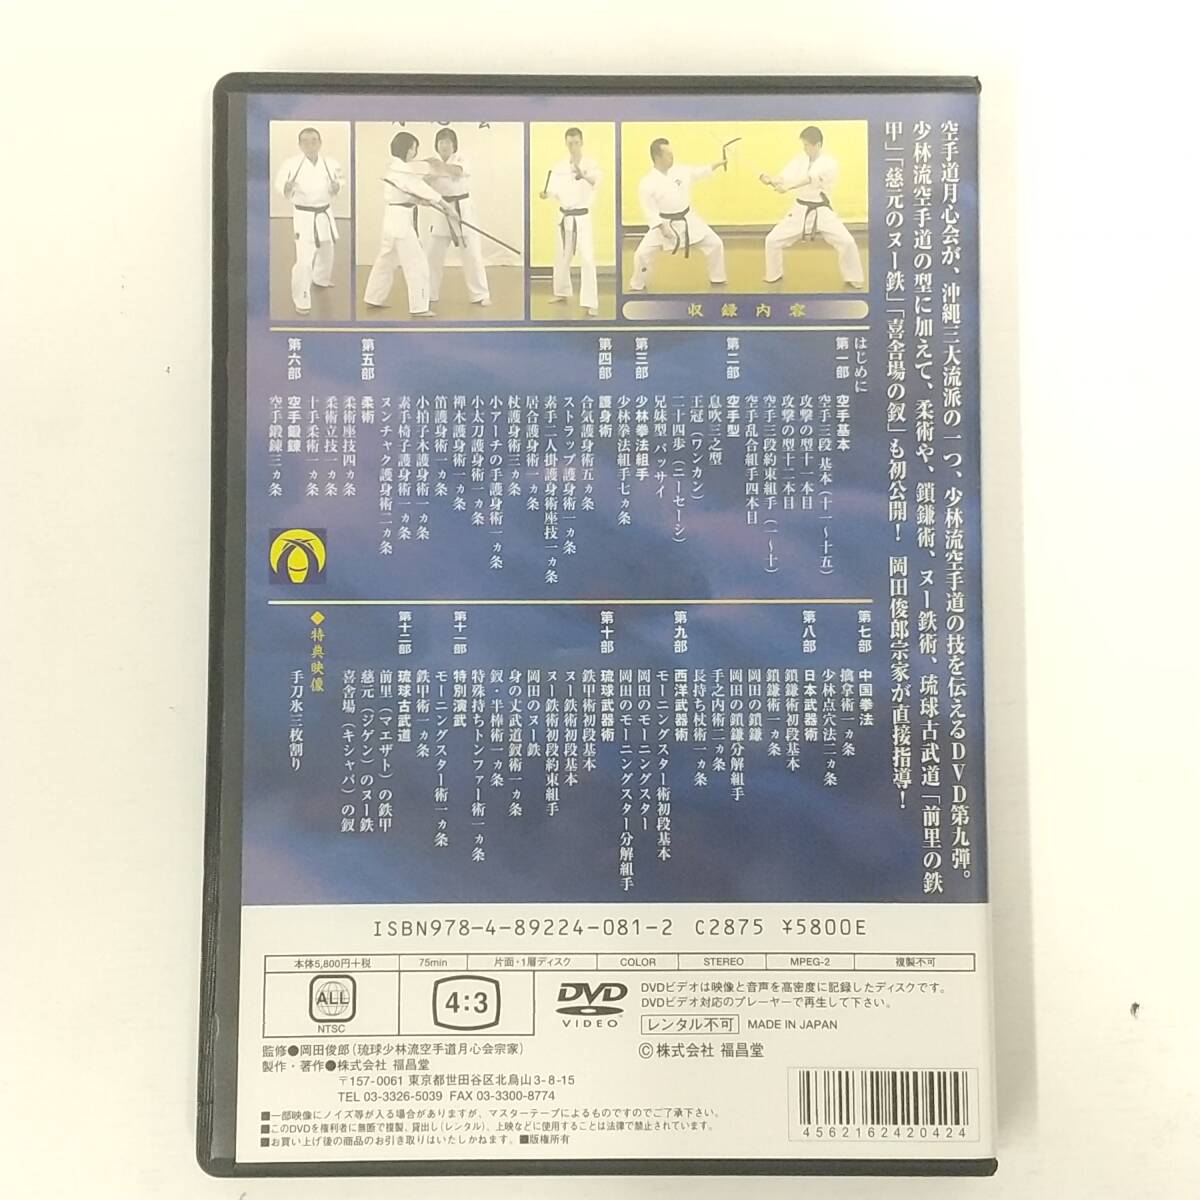 空手道月心会が、沖縄三大流派の一つ、少林流空手道の技を伝えるDVD第九弾。
少林流空手道の型に加えて、柔術や、鎖鎌術、ヌー鉄術、琉球古武道「前里の鉄
甲」「慈元のヌー鉄」「喜舎場の釵」も初公開！ 岡田俊郎宗家が直接指導！
収録内容
はじめに
第一部 空手基本
空手三段 基本(十一～十五)
攻撃の型十一本目
攻撃の型十二本目
空手三段約束組手(一～十)
空手乱合組手四本目
第二部 空手型
息吹三之型
王冠(ワンカン)
二十四歩(ニーセーシ)
兄妹型 バッサイ
第三部 少林拳法組手
少林拳法組手七ヵ条
第四部 護身術
合気護身術五ヵ条
ストラップ護身術一ヵ条
素手二人掛護身術座技一ヵ条
居合護身術一ヵ条
杖護身術三ヵ条
小アーチの手護身術一ヵ条
小太刀護身術一ヵ条
禅木護身術一ヵ条
笛護身術一ヵ条
小拍子木護身術一ヵ条
素手椅子護身術一ヵ条
ヌンチャク護身術二ヵ条
第五部 柔術
柔術座技四ヵ条
柔術立技一ヵ条
十手柔術一ヵ条
第六部 空手鍛錬
空手鍛錬三ヵ条
第七部 中国拳法
擒拿術一ヵ条
少林点穴法二ヵ条
第八部 日本武器術
鎖鎌術初段基本
鎖鎌術一ヵ条
岡田の鎖鎌
岡田の鎖鎌分解組手
手之内術二ヵ条
長持ち杖術一ヵ条
第九部 西洋武器術
モーニングスター術初段基本
岡田のモーニングスター
岡田のモーニングスター分解組手
第十部 琉球武器術
鉄甲術初段基本
ヌー鉄術初段基本
ヌー鉄術初段約束組手
岡田のヌー鉄
身の丈武道釵術一ヵ条
釵・半棒術一ヵ条
特殊持ちトンファー術一ヵ条
第十一部 特別演武
モーニングスター術一ヵ条
鉄甲術一ヵ条
第十二部 琉球古武道
前里(マエザト)の鉄甲
慈元(ジゲン)のヌー鉄
喜舎場(キシャバ)の釵
◆特典映像
手刀氷三枚割り
ISBN978-4-89224-081-2 C2875 ¥5800E
本体5,800円+税 75min 片面・1層ディスク COLOR STEREO MPEG-2 複製不可
ALL
NTSC
4:3
DVD
VIDEO
DVDビデオは映像と音声を高密度に記録したディスクです。
DVDビデオ対応のプレーヤーで再生して下さい。
レンタル不可 MADE IN JAPAN
監修●岡田俊郎(琉球少林流空手道月心会宗家)
製作・著作●株式会社 福昌堂
©株式会社 福昌堂
〒157-0061 東京都世田谷区北烏山3-8-15
TEL 03-3326-5039 FAX 03-3300-8774
■一部映像にノイズ等が入る場合がありますが、マスターテープによるものですのでご了承下さい。
■このDVDを権利者に無断で複製、貸出し(レンタル)、上映などに使用することは法律で禁止されています。
■お買い上げ後の商品のお引き取りはいたしかねます。■版権所有
4562162420424